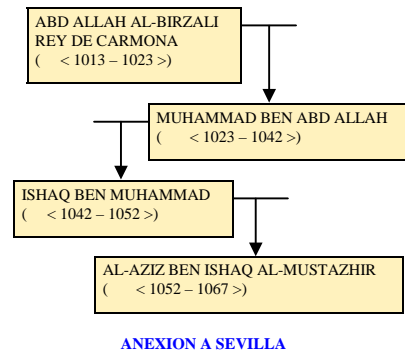 ABD ALLAH AL-BIRZALI
REY DE CARMONA
( < 1013 – 1023 >)
MUHAMMAD BEN ABD ALLAH
( < 1023 – 1042 >)
ISHAQ BEN MUHAMMAD
( < 1042 – 1052 >)
AL-AZIZ BEN ISHAQ AL-MUSTAZHIR
( < 1052 – 1067 >)
ANEXION A SEVILLA